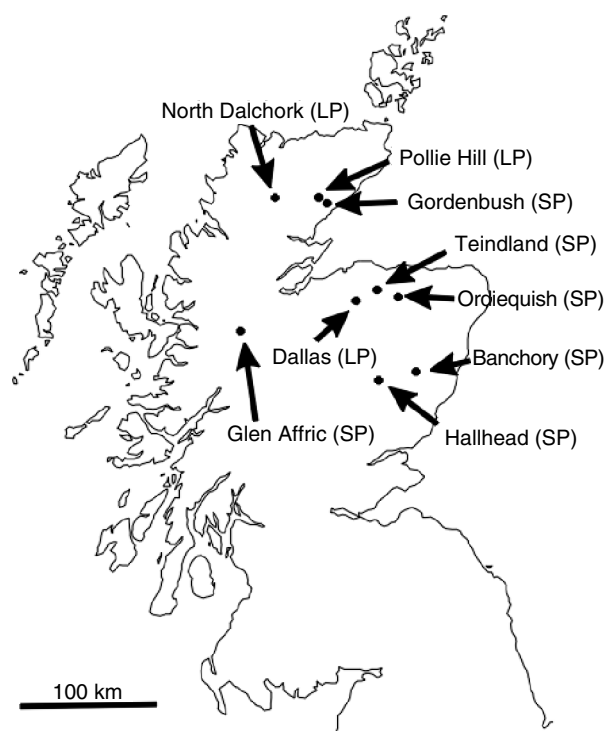 North Dalchork (LP)
Pollie Hill (LP)
Gordenbush (SP)
Teindland (SP)
Ordiequish (SP)
Dallas (LP)
Banchory (SP)
Glen Affric (SP)
Hallhead (SP)
100 km